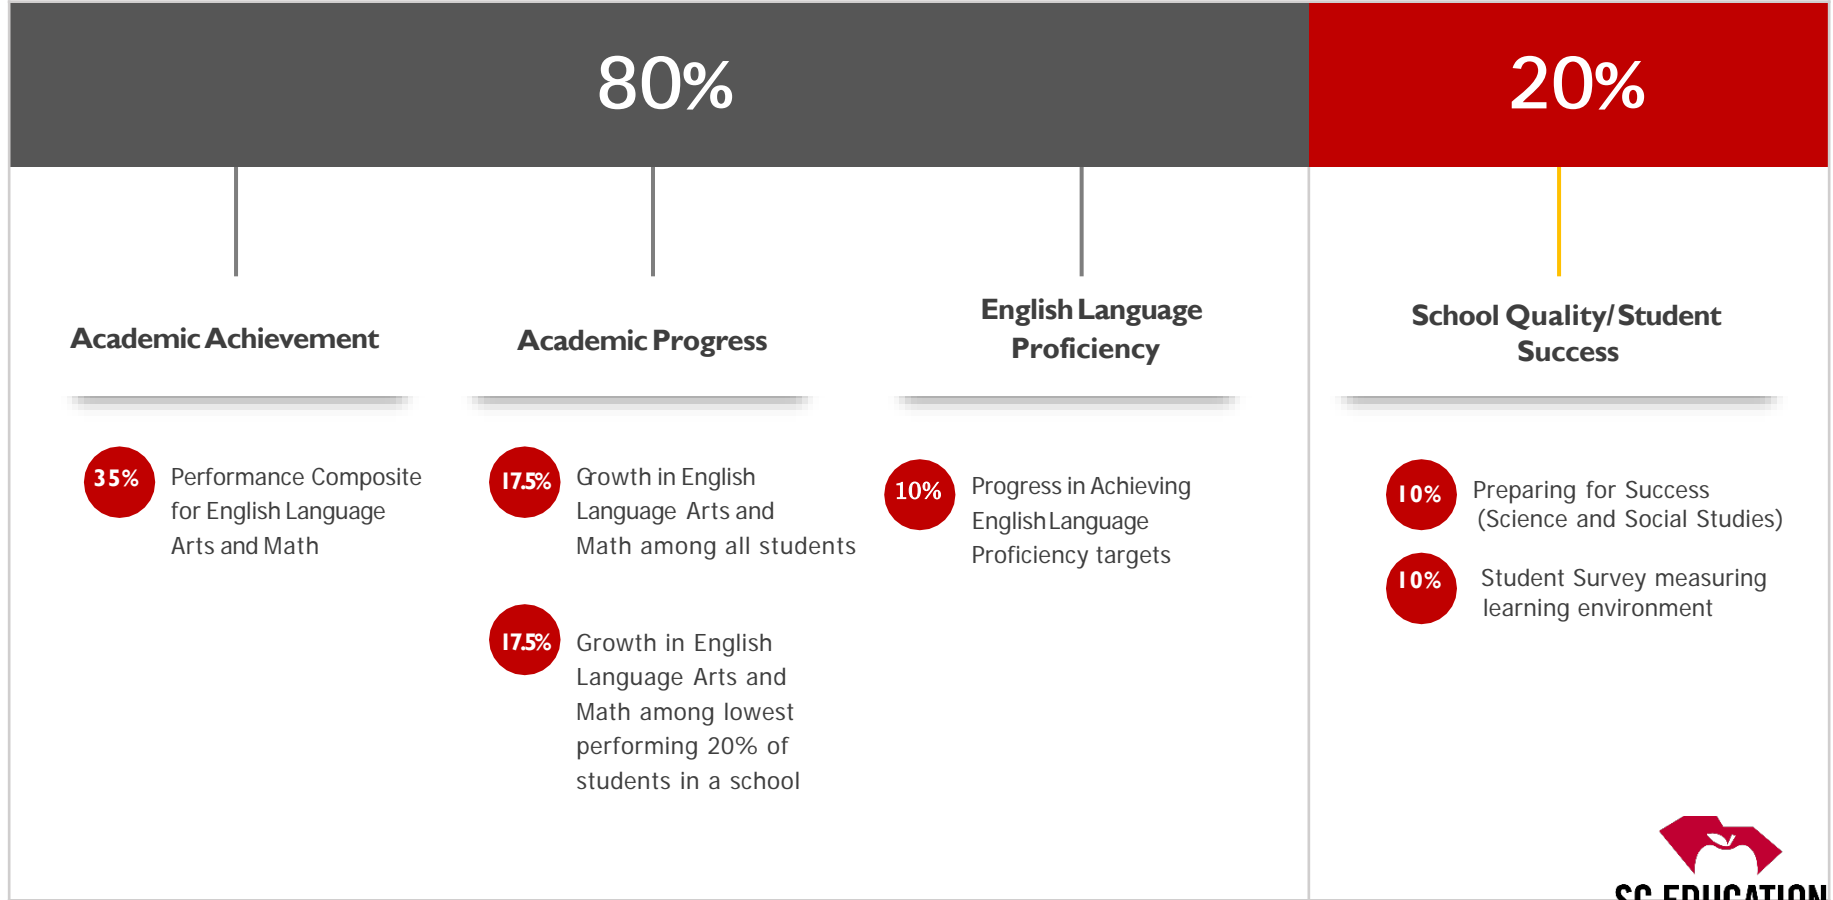 80%
20%
Academic Achievement
35%
Performance Composite
for English Language
Arts and Math
Academic Progress
17.5%
Growth in English
Language Arts and
Math among all students
17.5%
Growth in English
Language Arts and
Math among lowest
performing 20% of
students in a school
English Language
Proficiency
10%
Progress in Achieving
English Language
Proficiency targets
School Quality/Student
Success
10%
Preparing for Success
(Science and Social Studies)
10%
Student Survey measuring
learning environment
SC EDUCATION